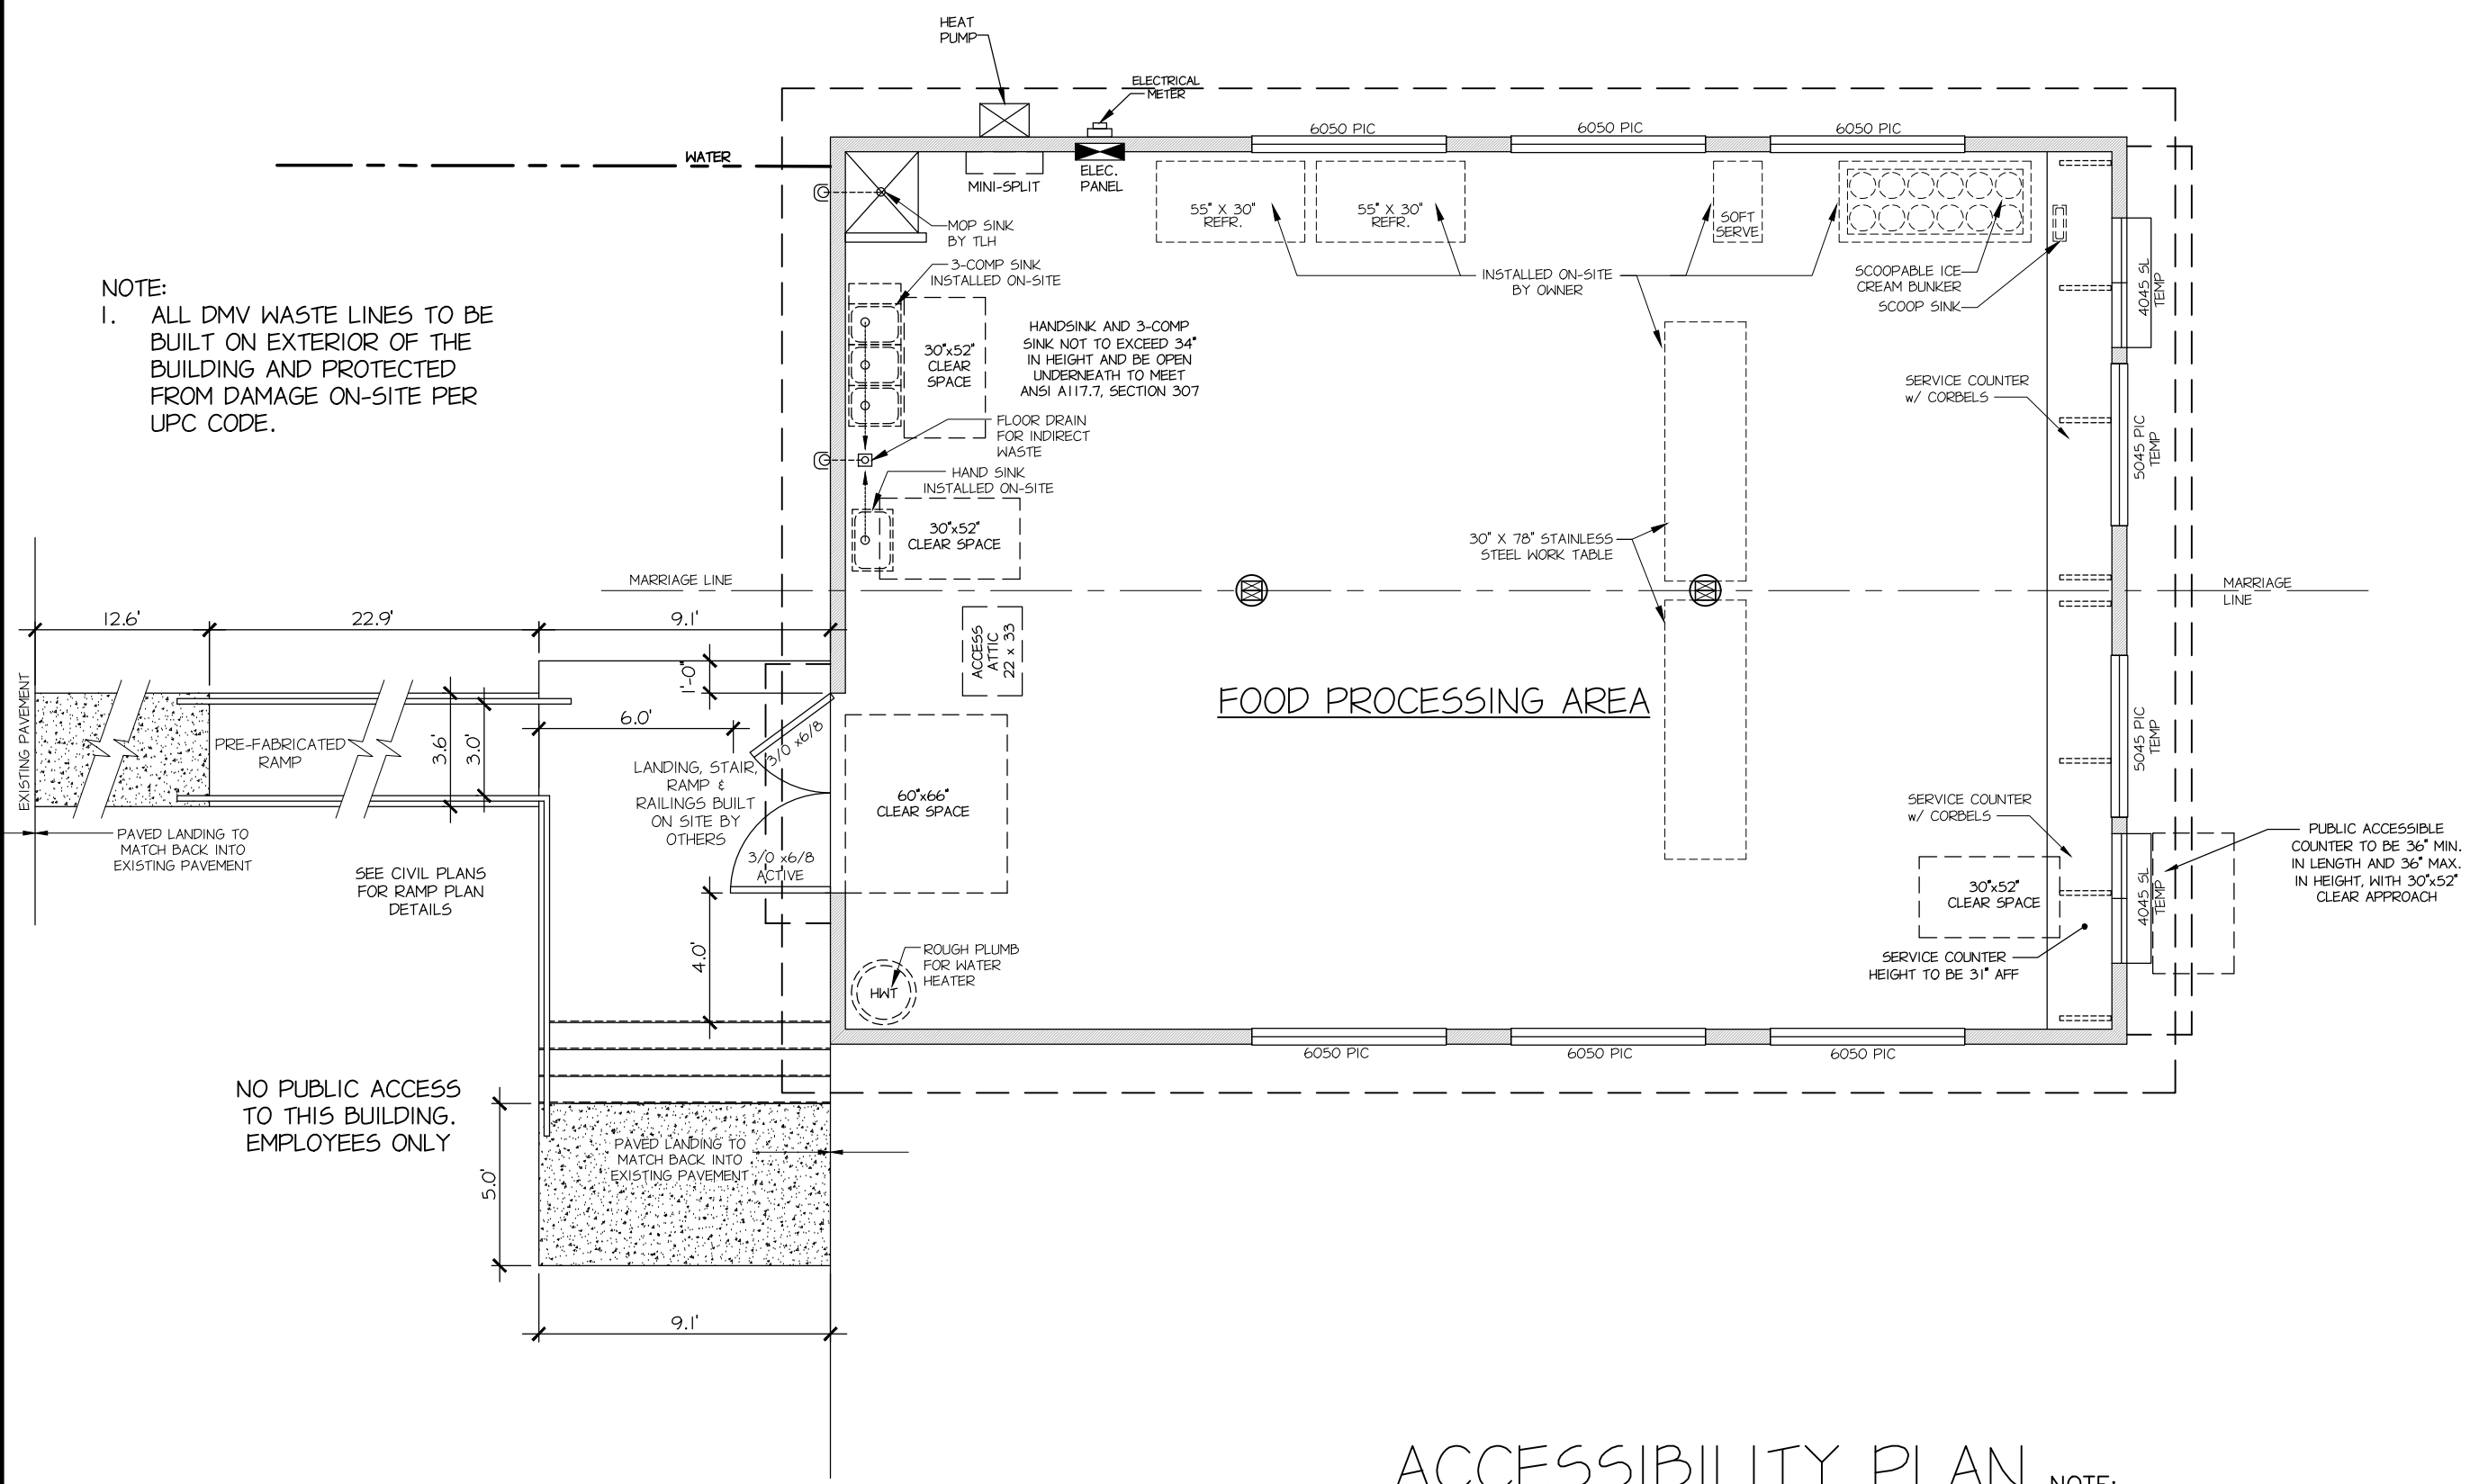 HEAT
PUMP
ELECTRICAL
METER
6050 PIC
6050 PIC
6050 PIC
WATER
MINI-SPLIT
ELEC.
PANEL
55" X 30"
REFR.
55" X 30"
REFR.
SOFT
SERVE
MOP SINK
BY TLH
3-COMP SINK
INSTALLED ON-SITE
INSTALLED ON-SITE
BY OWNER
SCOOPABLE ICE
CREAM BUNKER
SCOOP SINK
4045 SL
TEMP
NOTE:
1. ALL DMV WASTE LINES TO BE
BUILT ON EXTERIOR OF THE
BUILDING AND PROTECTED
FROM DAMAGE ON-SITE PER
UPC CODE.
30"x52"
CLEAR
SPACE
HANDSINK AND 3-COMP
SINK NOT TO EXCEED 34"
IN HEIGHT AND BE OPEN
UNDERNEATH TO MEET
ANSI A117.7, SECTION 307
SERVICE COUNTER
w/ CORBELS
FLOOR DRAIN
FOR INDIRECT
WASTE
5045 PIC
TEMP
HAND SINK
INSTALLED ON-SITE
30"x52"
CLEAR SPACE
30" X 78" STAINLESS
STEEL WORK TABLE
MARRIAGE LINE
MARRIAGE
LINE
12.6'
22.9'
9.1'
1'-0"
ACCESS
ATTIC
22 x 33
FOOD PROCESSING AREA
EXISTING PAVEMENT
PRE-FABRICATED
RAMP
3.6'
3.0'
6.0'
3/0 x6/8
LANDING, STAIR,
RAMP &
RAILINGS BUILT
ON SITE BY
OTHERS
60"x66"
CLEAR SPACE
5045 PIC
TEMP
SERVICE COUNTER
w/ CORBELS
PUBLIC ACCESSIBLE
COUNTER TO BE 36" MIN.
IN LENGTH AND 36" MAX.
IN HEIGHT, WITH 30"x52"
CLEAR APPROACH
PAVED LANDING TO
MATCH BACK INTO
EXISTING PAVEMENT
SEE CIVIL PLANS
FOR RAMP PLAN
DETAILS
3/0 x6/8
ACTIVE
30"x52"
CLEAR SPACE
4045 SL
TEMP
4.0'
ROUGH PLUMB
FOR WATER
HEATER
HWT
SERVICE COUNTER
HEIGHT TO BE 31" AFF
6050 PIC
6050 PIC
6050 PIC
NO PUBLIC ACCESS
TO THIS BUILDING.
EMPLOYEES ONLY
PAVED LANDING TO
MATCH BACK INTO
EXISTING PAVEMENT
5.0'
9.1'
ACCESSIBILITY PLAN
NOTE: